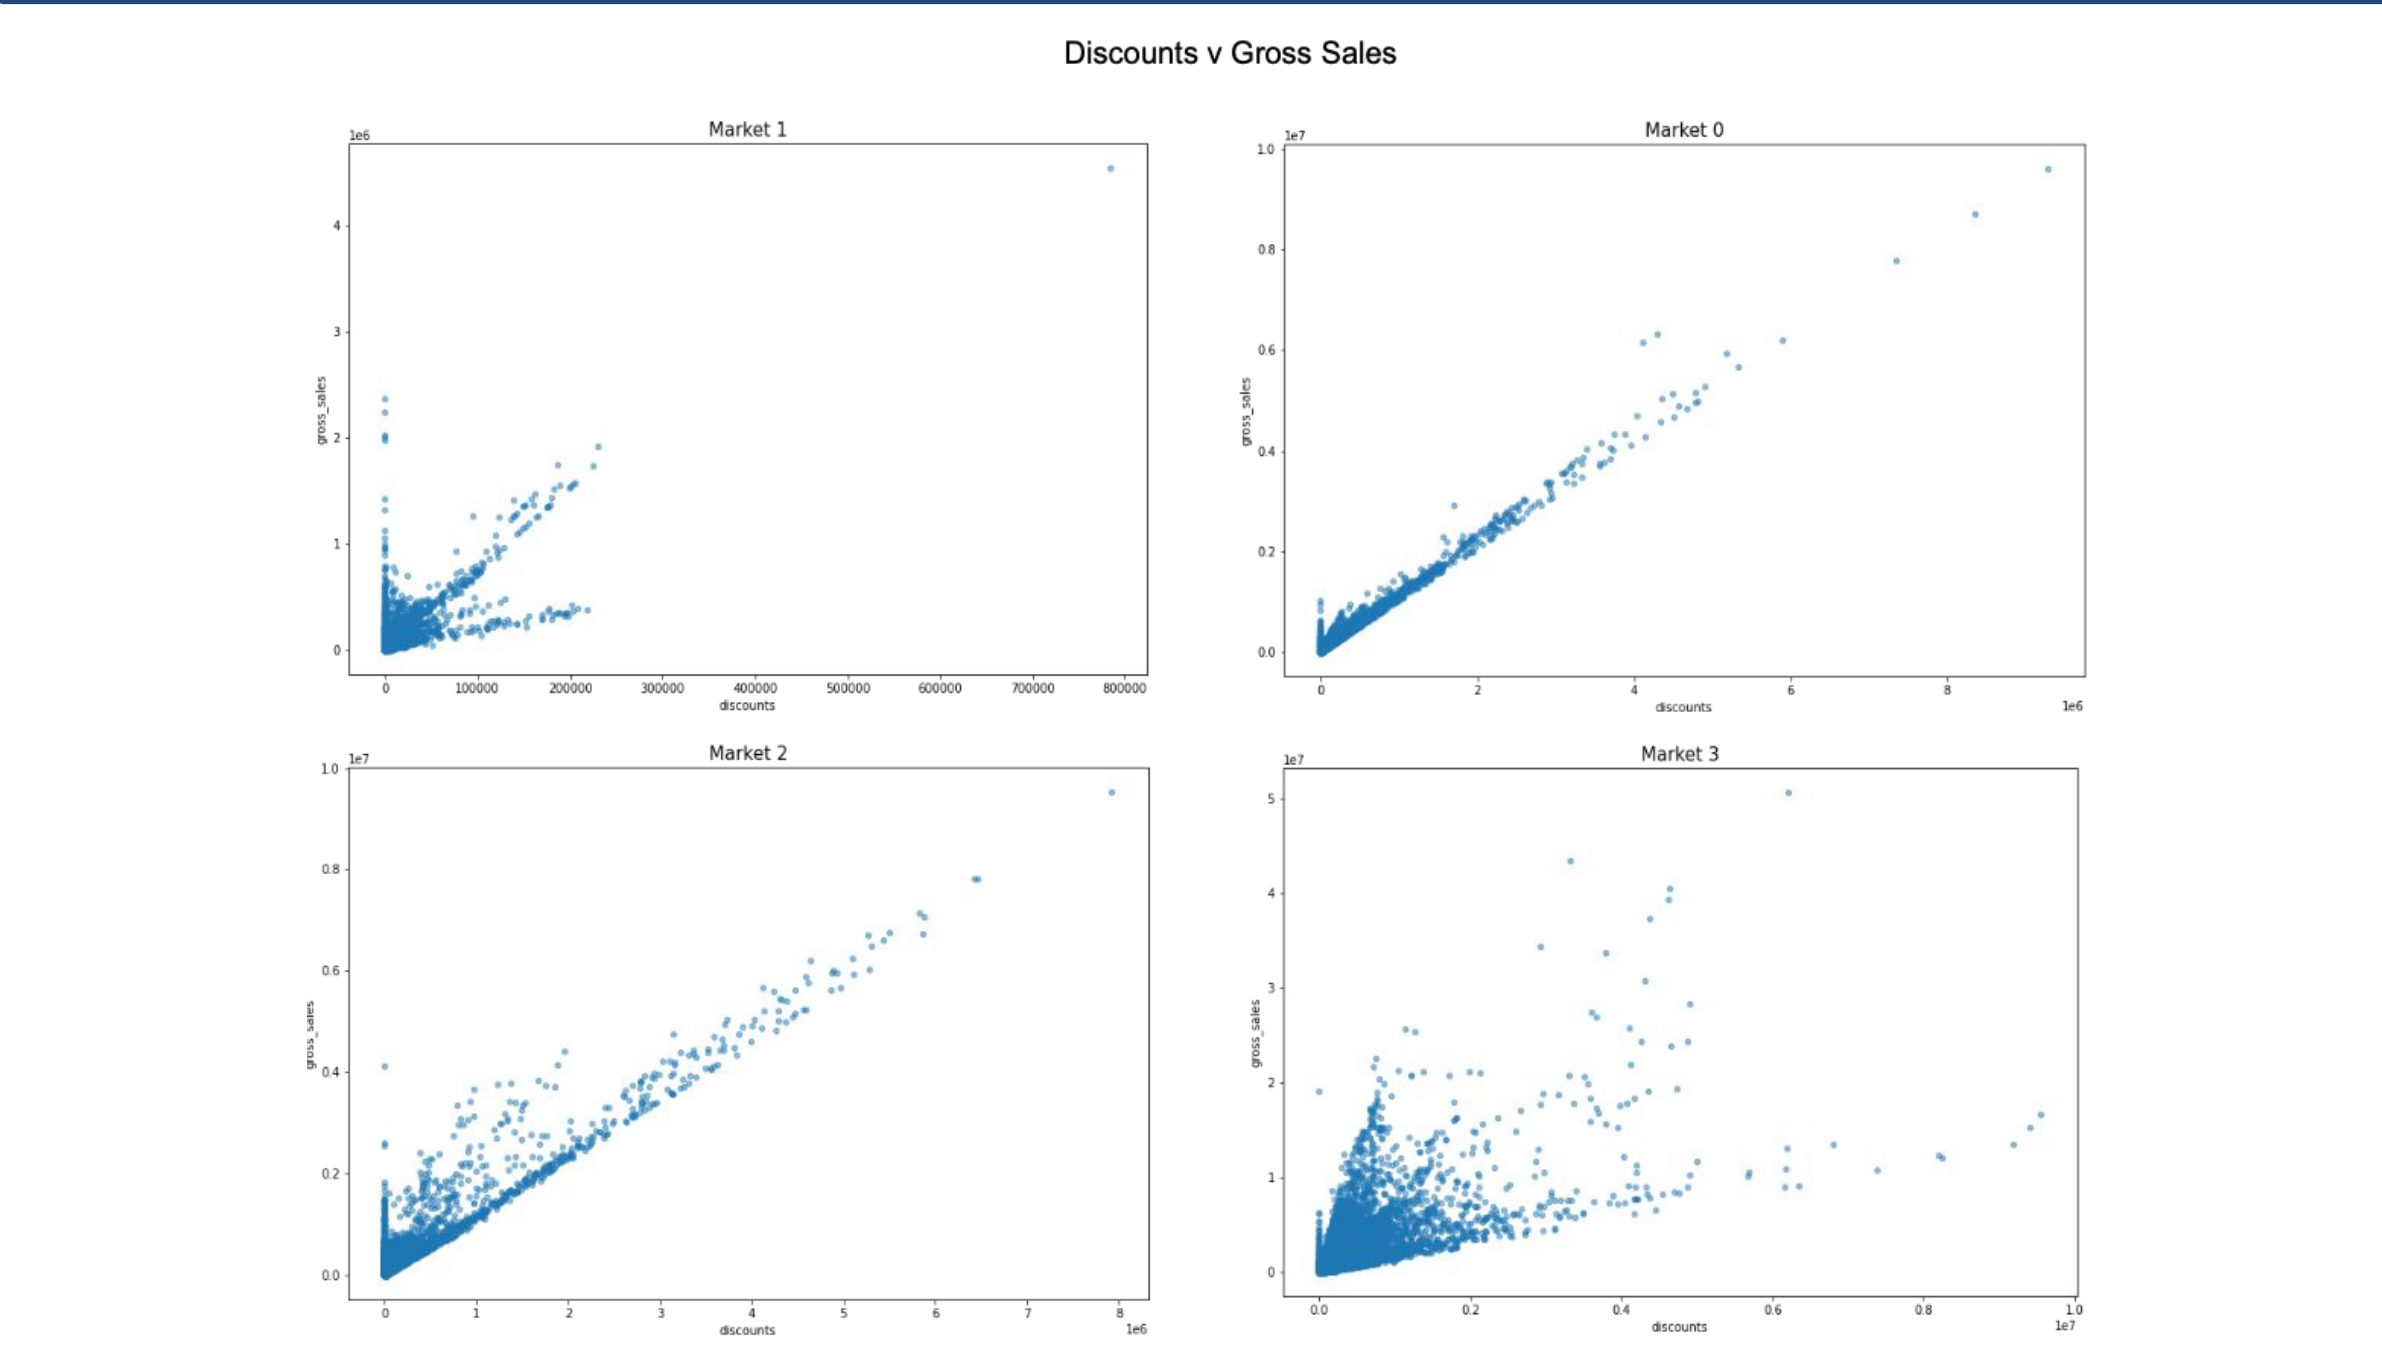 Discounts v Gross Sales
Market 1
1e6
4
3
2
1
0
gross_sales
0 100000 200000 300000 400000 500000 600000 700000 800000
discounts
Market 0
1e7
1.0
0.8
0.6
0.4
0.2
0.0
gross_sales
0 2 4 6 8
discounts
1e6
Market 2
1e7
1.0
0.8
0.6
0.4
0.2
0.0
gross_sales
0 1 2 3 4 5 6 7 8
discounts
1e6
Market 3
1e7
5
4
3
2
1
0
gross_sales
0.0 0.2 0.4 0.6 0.8 1.0
discounts
1e7